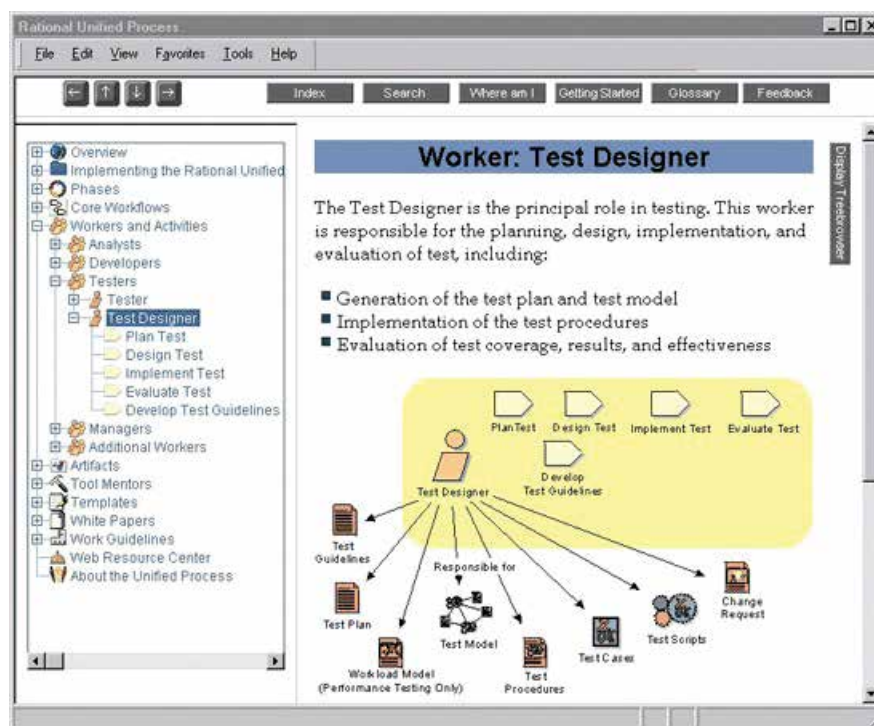 Rational Unified Process
File Edit View Favorites Tools Help
Index Search Where am I Getting Started Glossary Feedback
Overview
Implementing the Rational Unified
Phases
Core Workflows
Workers and Activities
Analysts
Developers
Testers
Tester
Test Designer
Plan Test
Design Test
Implement Test
Evaluate Test
Develop Test Guidelines
Managers
Additional Workers
Artifacts
Tool Mentors
Templates
White Papers
Work Guidelines
Web Resource Center
About the Unified Process
Worker: Test Designer
Display Treebrowser
The Test Designer is the principal role in testing. This worker
is responsible for the planning, design, implementation, and
evaluation of test, including:
Generation of the test plan and test model
Implementation of the test procedures
Evaluation of test coverage, results, and effectiveness
PlanTest Design Test Implement Test Evaluate Test
Develop
Test Guidelines
Test Designer
Test
Guidelines
Responsible for
Test Plan
Workload Model
(Performance Testing Only)
Test Model
Test
Procedures
Test Cases
Test Scripts
Change
Request